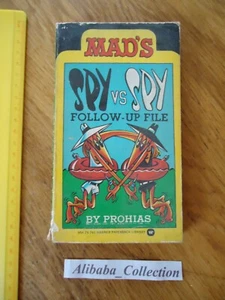 MAD'S
SPY vs SPY
FOLLOW-UP FILE
BY PROHIAS
Alibaba_Collection